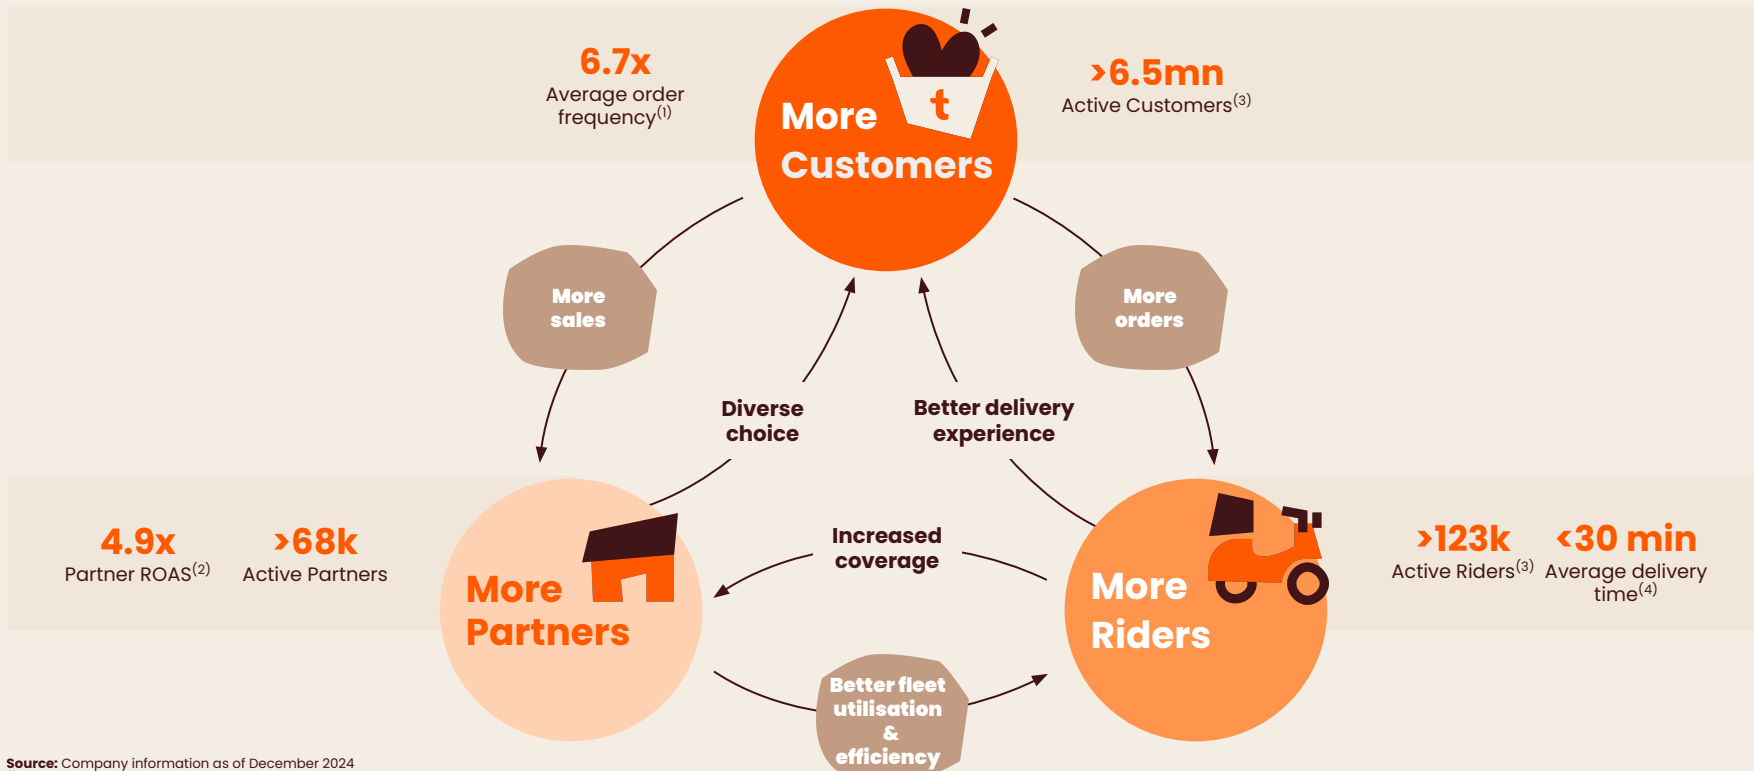 6.7x
Average order
frequency(1)
t
More
Customers
>6.5mn
Active Customers(3)
More
sales
More
orders
Diverse
choice
Better delivery
experience
4.9x
Partner ROAS(2)
>68k
Active Partners
More
Partners
Increased
coverage
More
Riders
>123k
Active Riders(3)
<30 min
Average delivery
time(4)
Better fleet
utilisation
&
efficiency
Source: Company information as of December 2024